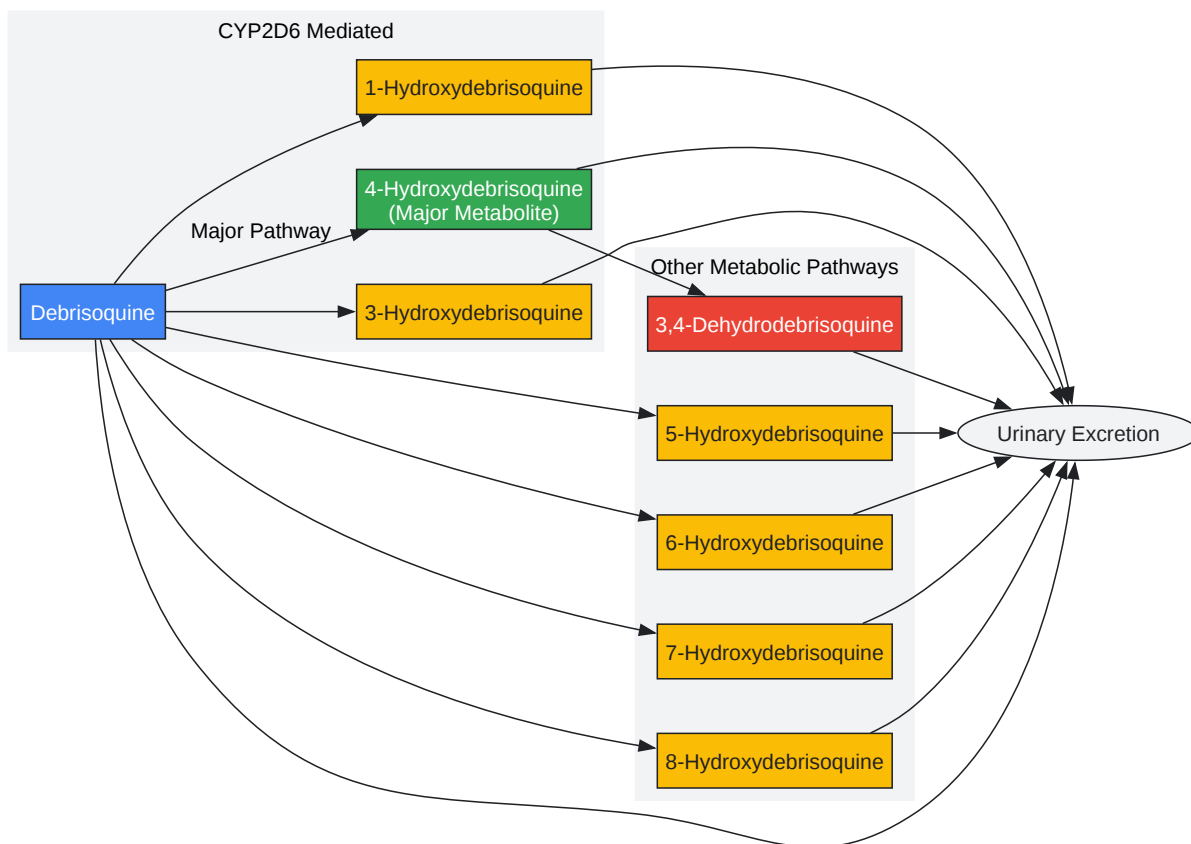 CYP2D6 Mediated
1-Hydroxydebrisoquine
4-Hydroxydebrisoquine
(Major Metabolite)
Major Pathway
Debrisoquine
3-Hydroxydebrisoquine
Other Metabolic Pathways
3,4-Dehydrodebrisoquine
5-Hydroxydebrisoquine
Urinary Excretion
6-Hydroxydebrisoquine
7-Hydroxydebrisoquine
8-Hydroxydebrisoquine